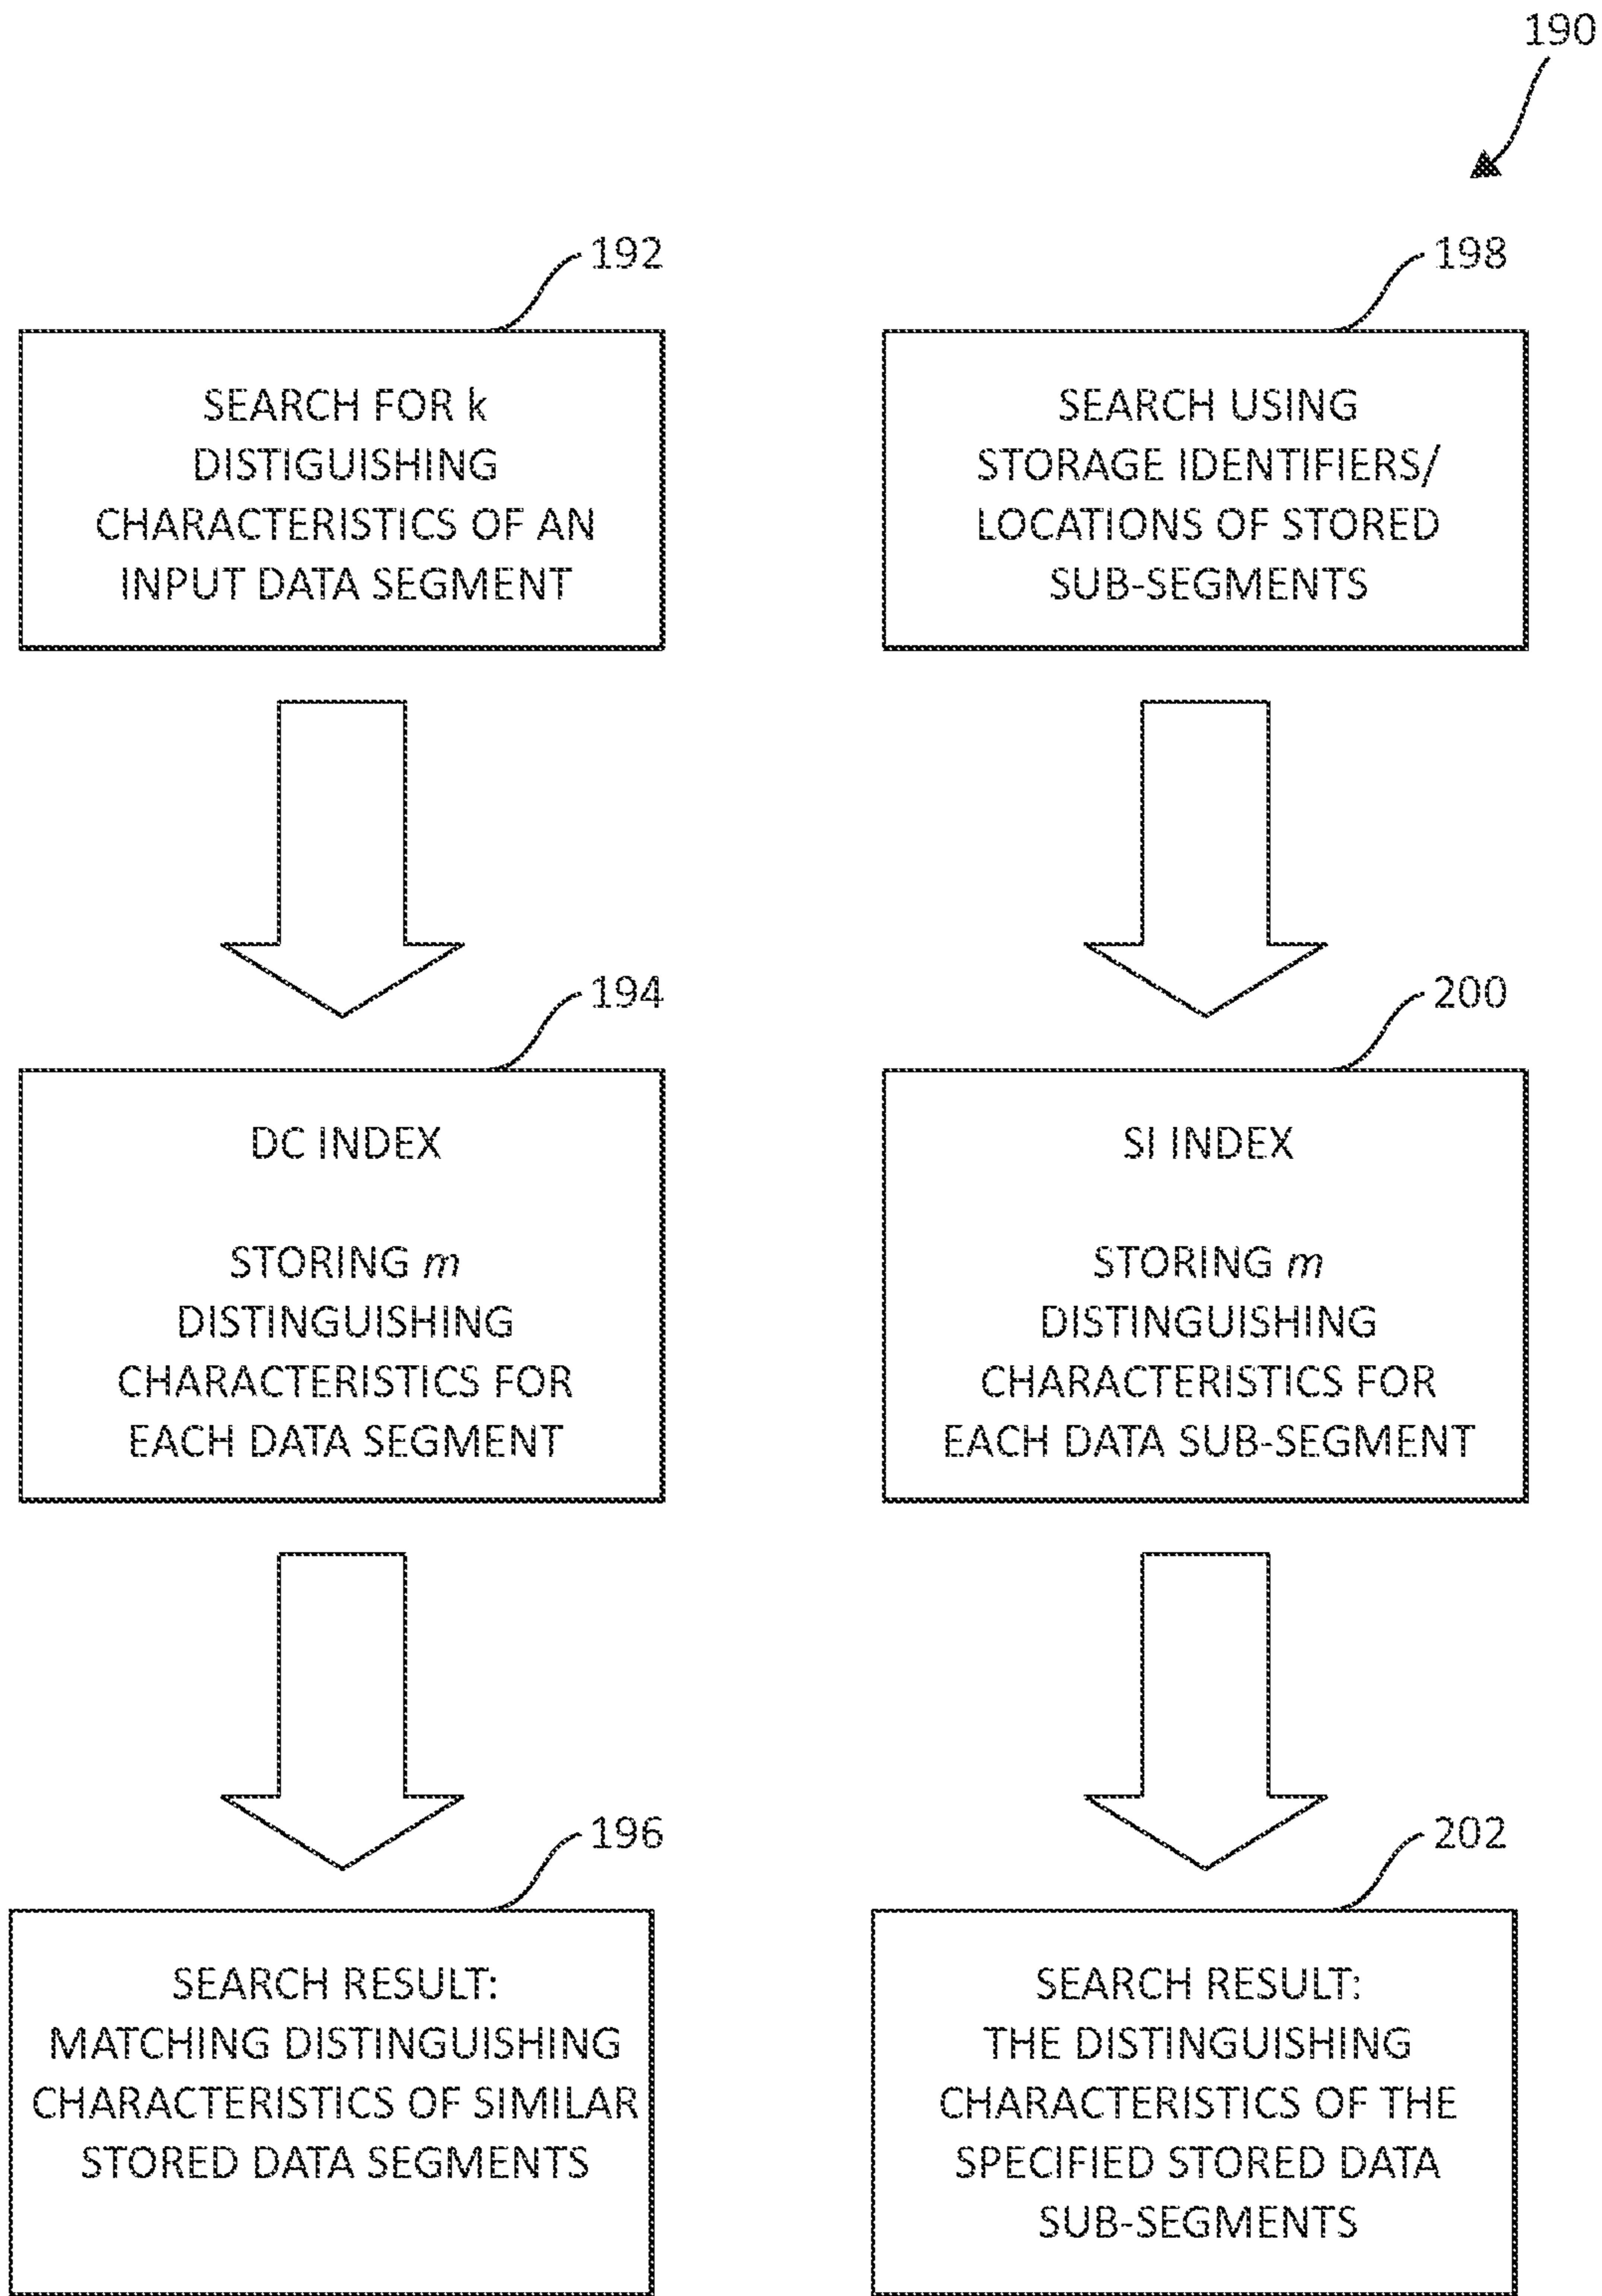 190
192
SEARCH FOR k
DISTIGUISHING
CHARACTERISTICS OF AN
INPUT DATA SEGMENT
198
SEARCH USING
STORAGE IDENTIFIERS/
LOCATIONS OF STORED
SUB-SEGMENTS
194
DC INDEX
STORING m
DISTINGUISHING
CHARACTERISTICS FOR
EACH DATA SEGMENT
200
SI INDEX
STORING m
DISTINGUISHING
CHARACTERISTICS FOR
EACH DATA SUB-SEGMENT
196
SEARCH RESULT:
MATCHING DISTINGUISHING
CHARACTERISTICS OF SIMILAR
STORED DATA SEGMENTS
202
SEARCH RESULT:
THE DISTINGUISHING
CHARACTERISTICS OF THE
SPECIFIED STORED DATA
SUB-SEGMENTS